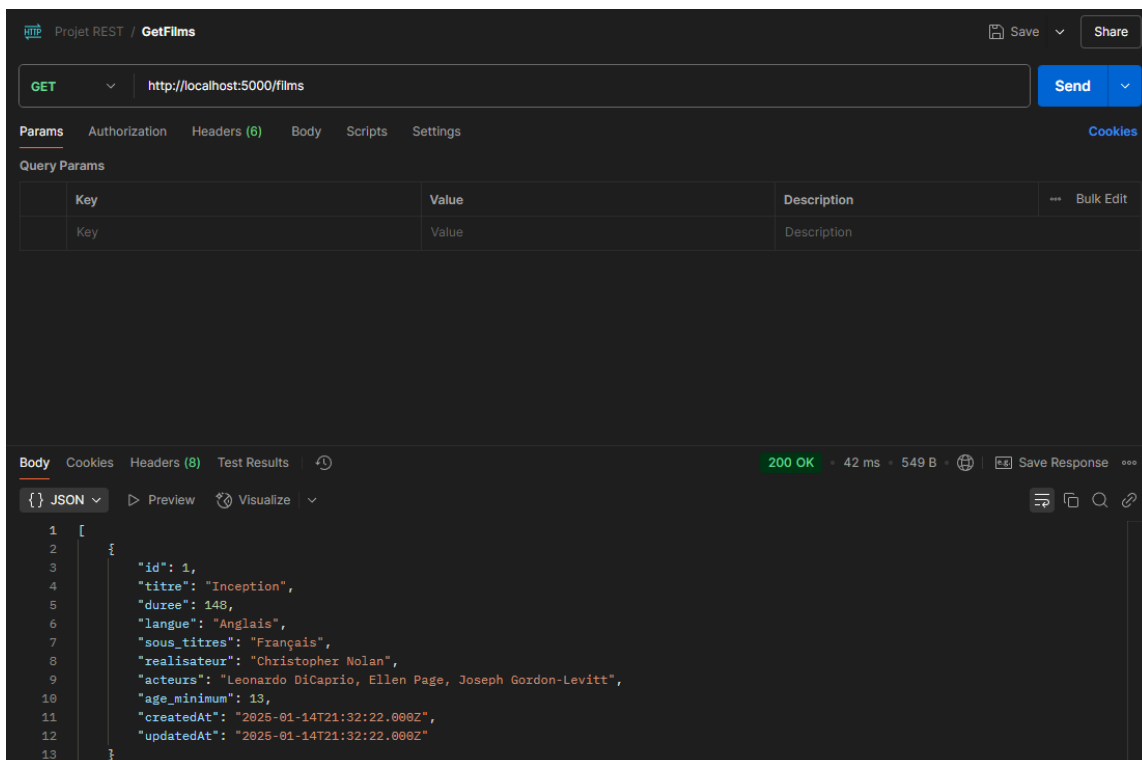 HTTP Projet REST / GetFilms Save Share
GET http://localhost:5000/films Send
Params Authorization Headers (6) Body Scripts Settings Cookies
Query Params
Key Value Description Bulk Edit
Key Value Description
Body Cookies Headers (8) Test Results 200 OK 42 ms 549 B e.g. Save Response
{} JSON Preview Visualize
1 [
2 {
3 "id": 1,
4 "titre": "Inception",
5 "duree": 148,
6 "langue": "Anglais",
7 "sous_titres": "Français",
8 "realisateur": "Christopher Nolan",
9 "acteurs": "Leonardo DiCaprio, Ellen Page, Joseph Gordon-Levitt",
10 "age_minimum": 13,
11 "createdAt": "2025-01-14T21:32:22.000Z",
12 "updatedAt": "2025-01-14T21:32:22.000Z"
13 }